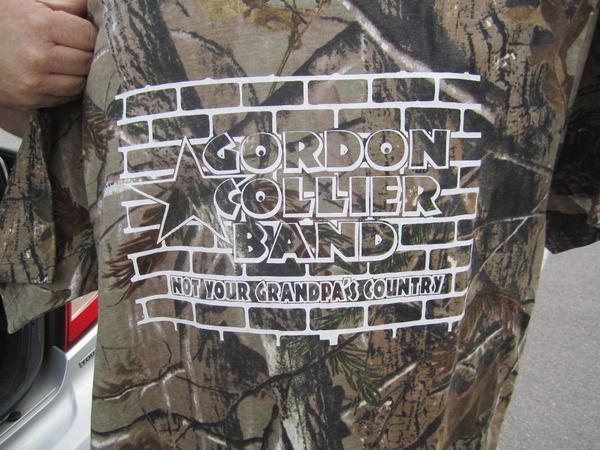 GORDON
COLLIER
BAND
NOT YOUR GRANDPA'S COUNTRY